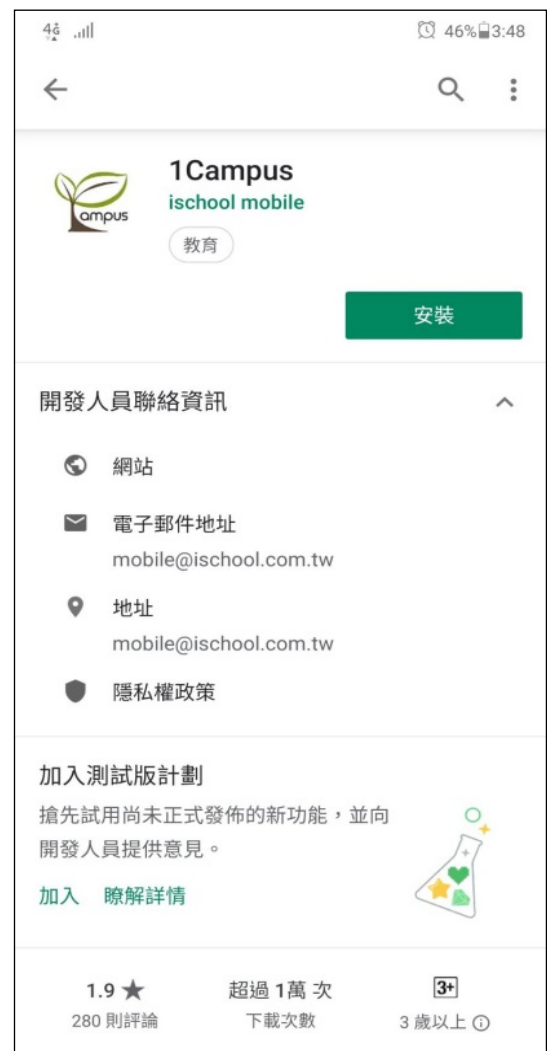 4G
46% 3:48
ampus
1Campus
ischool mobile
教育
安裝
開發人員聯絡資訊
網站
電子郵件地址
mobile@ischool.com.tw
地址
mobile@ischool.com.tw
隱私權政策
加入測試版計劃
搶先試用尚未正式發佈的新功能，並向
開發人員提供意見。
加入 瞭解詳情
1.9 ★ 超過 1萬 次 3+
280 則評論 下載次數 3 歲以上